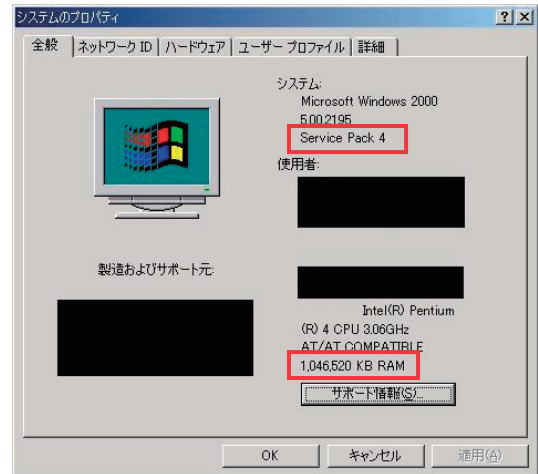 システムのプロパティ
全般 ネットワーク ID ハードウェア ユーザー プロファイル 詳細
システム:
Microsoft Windows 2000
5.00.2195
Service Pack 4
使用者:
製造およびサポート元:
Intel(R) Pentium
(R) 4 CPU 3.06GHz
AT/AT COMPATIBLE
1,046,520 KB RAM
サポート情報(S)...
OK キャンセル 適用(A)